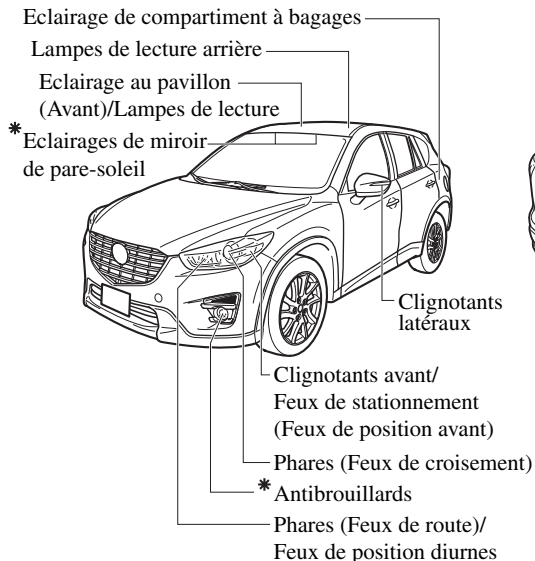 Eclairage de compartiment à bagages
Lampes de lecture arrière
Eclairage au pavillon
(Avant)/Lampes de lecture
*Eclairages de miroir
de pare-soleil
Clignotants
latéraux
Clignotants avant/
Feux de stationnement
(Feux de position avant)
Phares (Feux de croisement)
*Antibrouillards
Phares (Feux de route)/
Feux de position diurnes